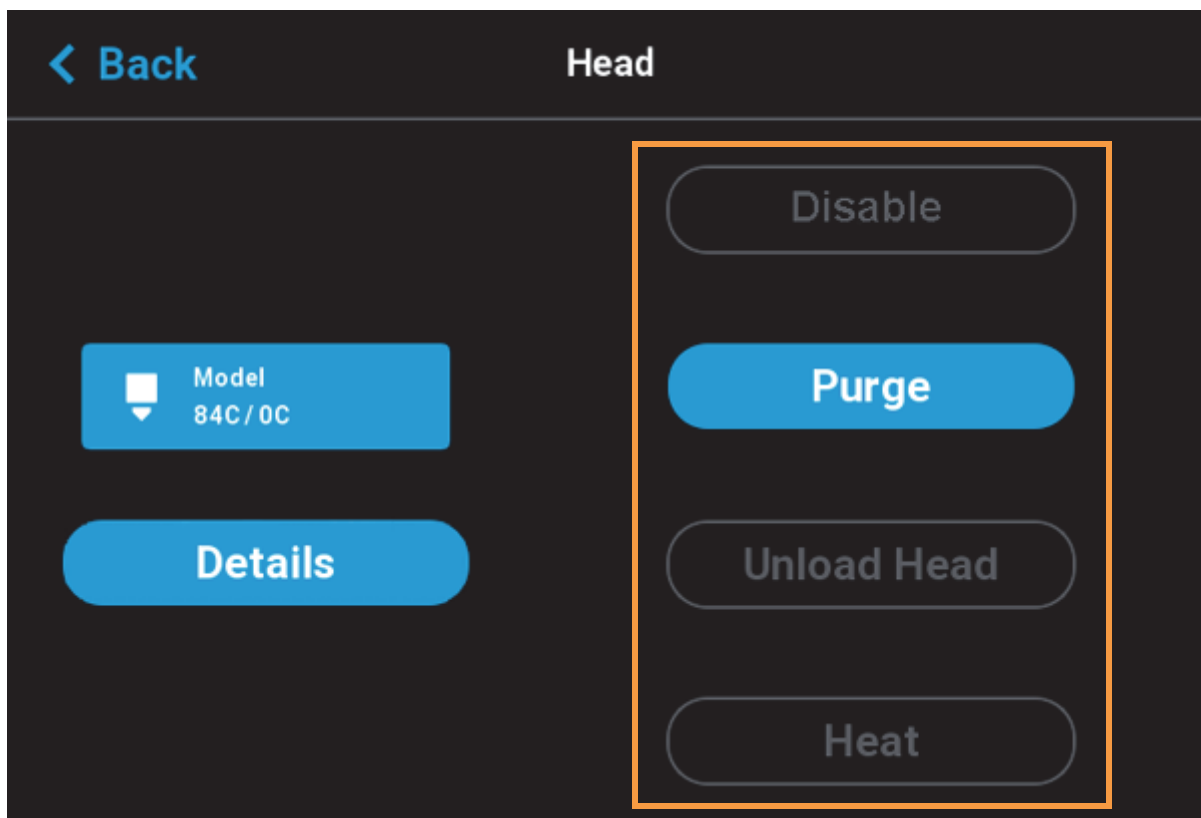 Back
Head
Model
84C / 0C
Details
Disable
Purge
Unload Head
Heat